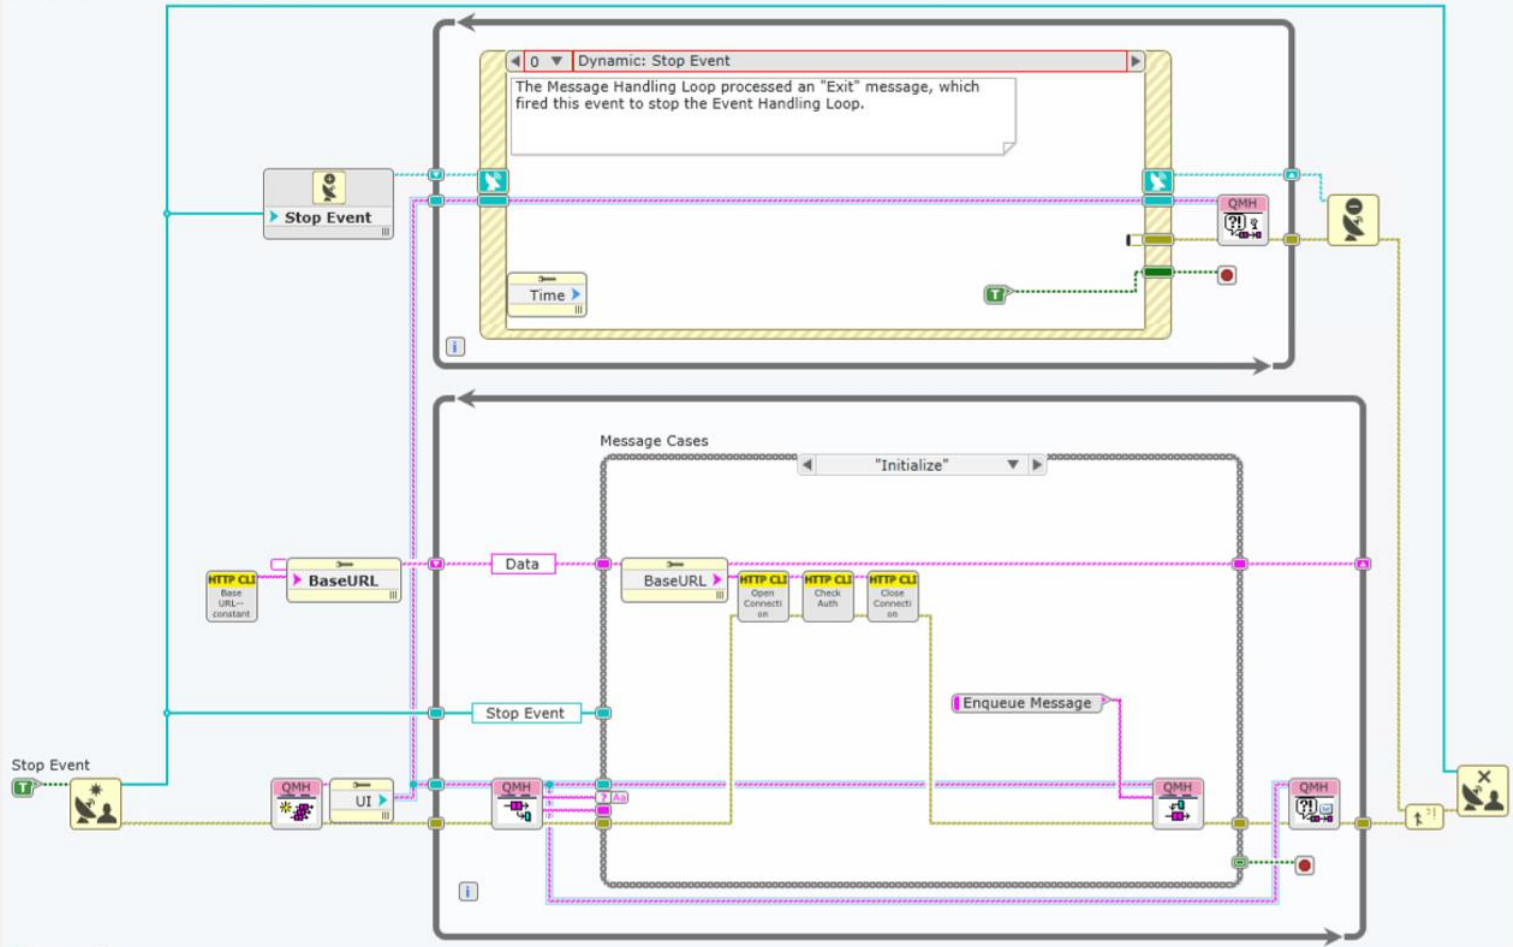 0
Dynamic: Stop Event
The Message Handling Loop processed an "Exit" message, which
fired this event to stop the Event Handling Loop.
Stop Event
QMH
?!
Time
T
i
Message Cases
"Initialize"
Data
HTTP CLI
Base
URL--
constant
BaseURL
BaseURL
HTTP CLI
Open
Connecti
on
HTTP CLI
Check
Auth
HTTP CLI
Close
Connecti
on
Stop Event
Enqueue Message
Stop Event
T
QMH
UI
QMH
? Aa
QMH
QMH
?!
?!
i